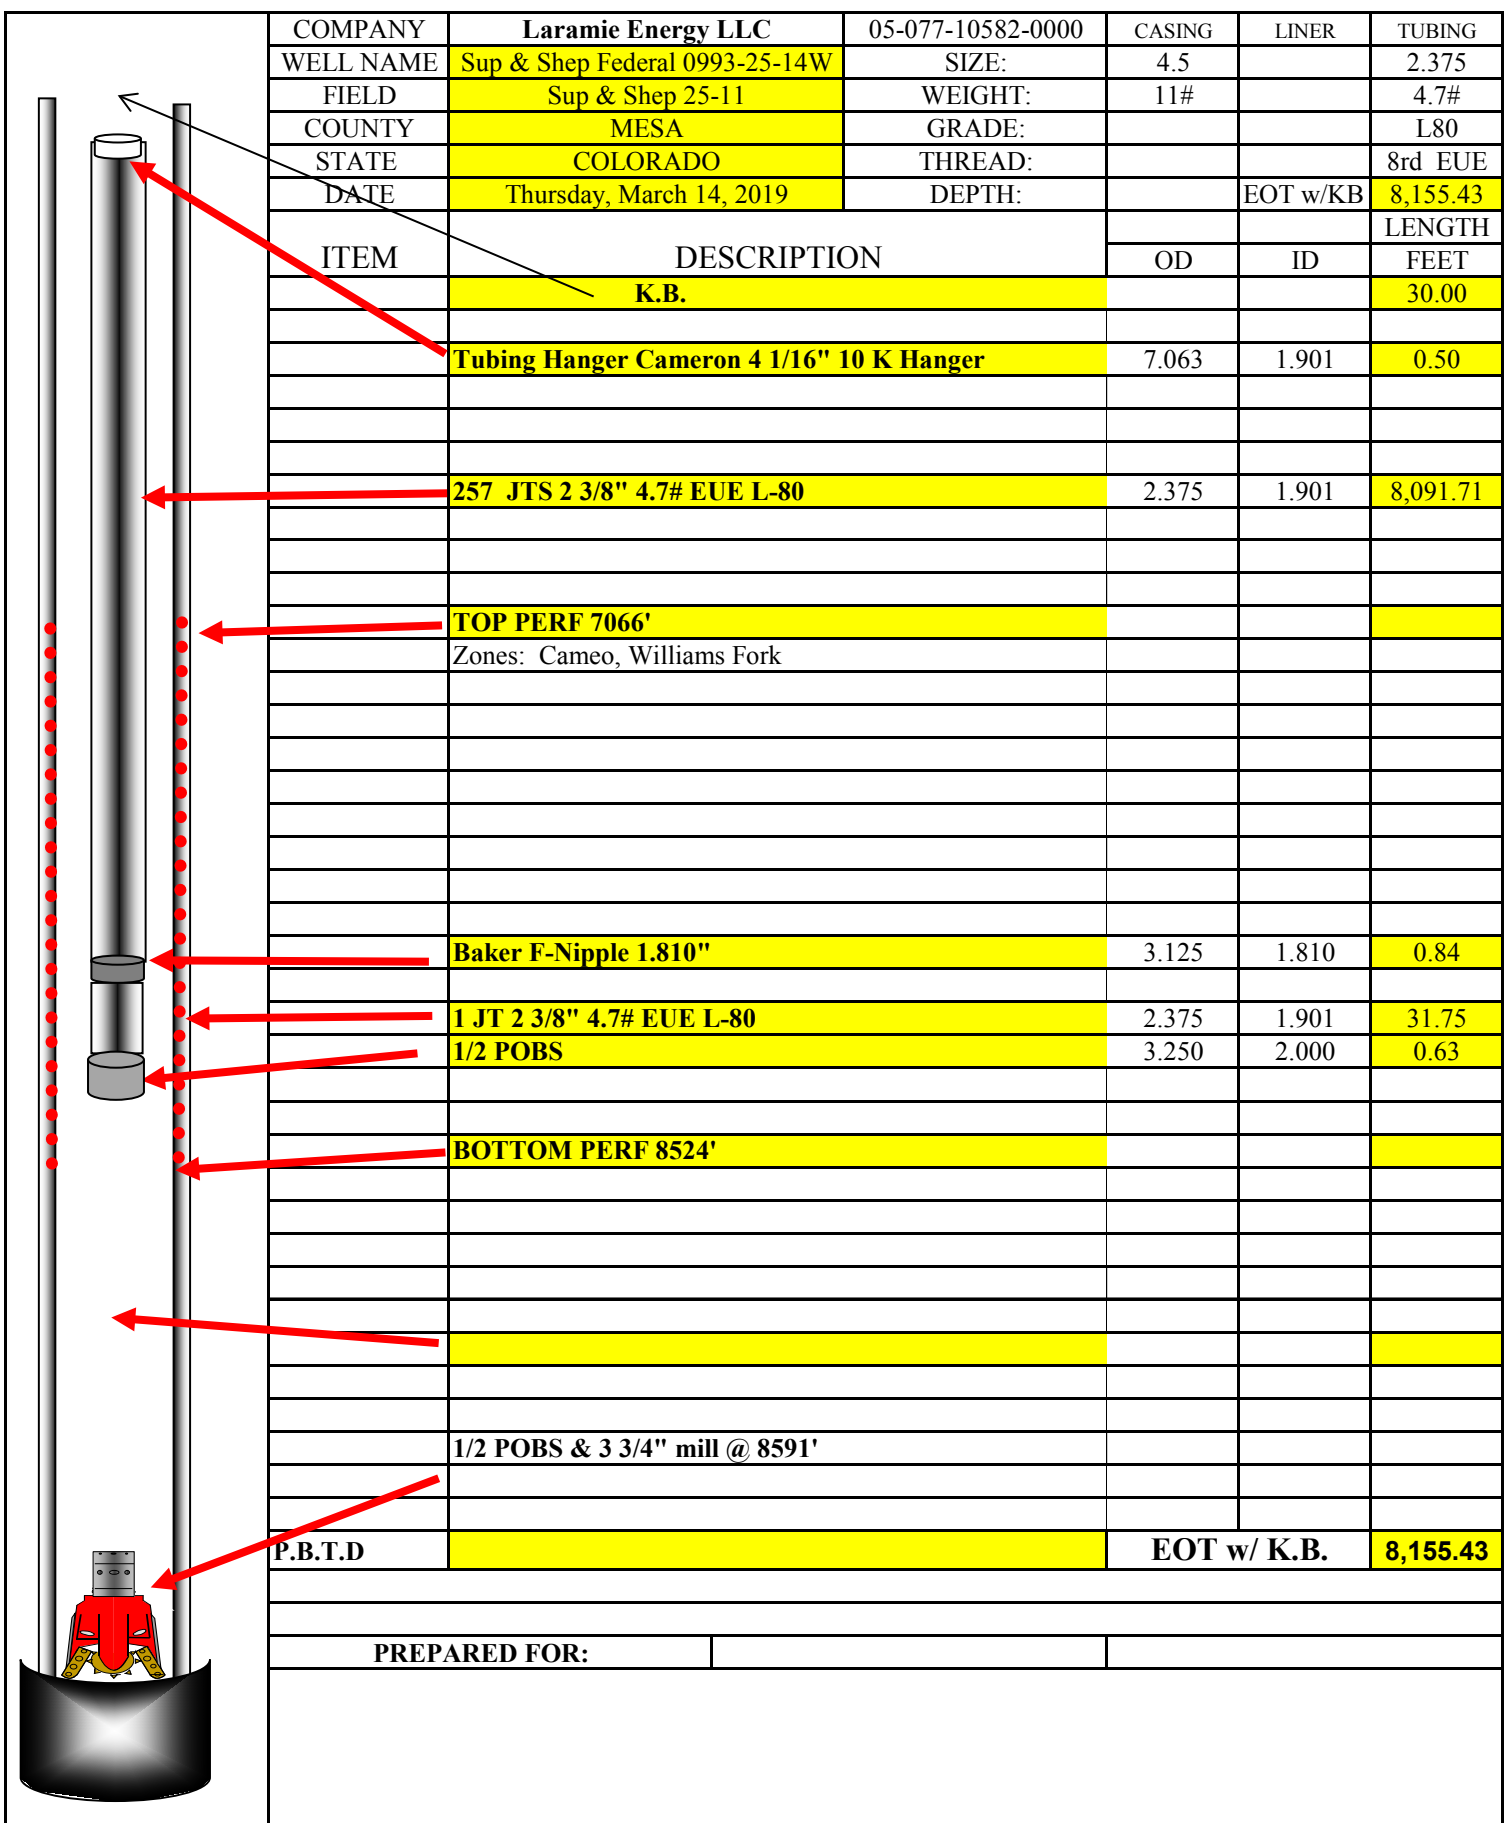 COMPANY Laramie Energy LLC 05-077-10582-0000 CASING LINER TUBING
WELL NAME Sup & Shep Federal 0993-25-14W SIZE: 4.5 2.375
FIELD Sup & Shep 25-11 WEIGHT: 11# 4.7#
COUNTY MESA GRADE: L80
STATE COLORADO THREAD: 8rd EUE
DATE Thursday, March 14, 2019 DEPTH: EOT w/KB 8,155.43
LENGTH
ITEM DESCRIPTION OD ID FEET
K.B. 30.00
Tubing Hanger Cameron 4 1/16" 10 K Hanger 7.063 1.901 0.50
257 JTS 2 3/8" 4.7# EUE L-80 2.375 1.901 8,091.71
TOP PERF 7066'
Zones: Cameo, Williams Fork
Baker F-Nipple 1.810" 3.125 1.810 0.84
1 JT 2 3/8" 4.7# EUE L-80 2.375 1.901 31.75
1/2 POBS 3.250 2.000 0.63
BOTTOM PERF 8524'
1/2 POBS & 3 3/4" mill @ 8591'
P.B.T.D EOT w/ K.B. 8,155.43
PREPARED FOR: